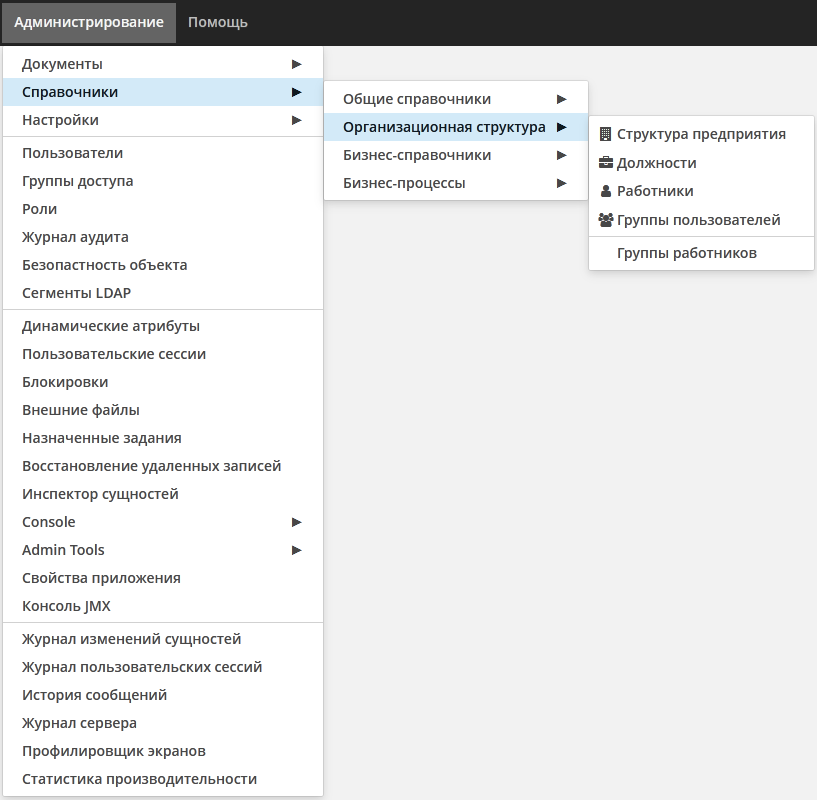 Администрирование
Помощь
Документы
Справочники
Настройки
Пользователи
Группы доступа
Роли
Журнал аудита
Безопастность объекта
Сегменты LDAP
Динамические атрибуты
Пользовательские сессии
Блокировки
Внешние файлы
Назначенные задания
Восстановление удаленных записей
Инспектор сущностей
Console
Admin Tools
Свойства приложения
Консоль JMX
Журнал изменений сущностей
Журнал пользовательских сессий
История сообщений
Журнал сервера
Профилировщик экранов
Статистика производительности
Общие справочники
Организационная структура
Бизнес-справочники
Бизнес-процессы
Структура предприятия
Должности
Работники
Группы пользователей
Группы работников